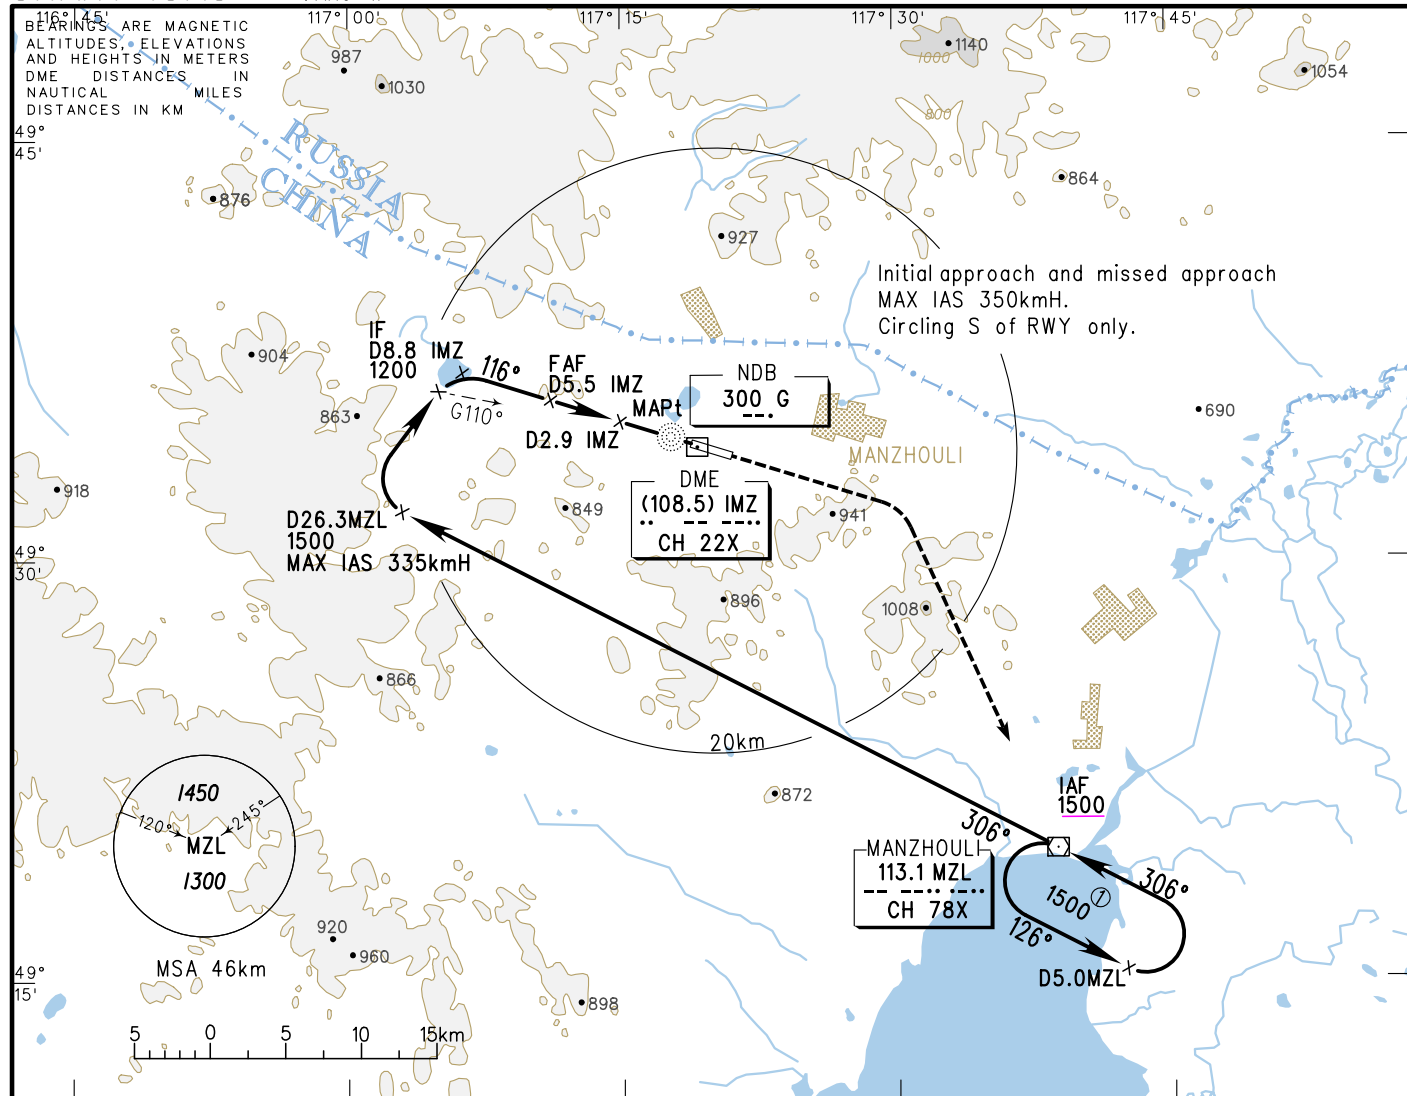 116° 45'
117° 00'
117° 15'
117° 30'
117° 45'
BEARINGS ARE MAGNETIC
ALTITUDES, ELEVATIONS
AND HEIGHTS IN METERS
DME DISTANCES IN
NAUTICAL MILES
DISTANCES IN KM
987
1030
1140
1000
800
1054
49°
45'
RUSSIA
CHINA
876
864
927
Initial approach and missed approach
MAX IAS 350kmH.
Circling S of RWY only.
IF
D8.8 IMZ
1200
116°
G110°
FAF
D5.5 IMZ
MAPt
D2.9 IMZ
NDB
300 G
904
863
690
MANZHOULI
918
DME
(108.5) IMZ
CH 22X
849
941
D26.3MZL
1500
MAX IAS 335kmH
49°
30'
896
1008
866
20km
872
IAF
1500
306°
MANZHOULI
113.1 MZL
CH 78X
1500 ①
306°
126°
D5.0MZL
1450
120°
245°
MZL
1300
MSA 46km
920
960
898
49°
15'
5 0 5 10 15km